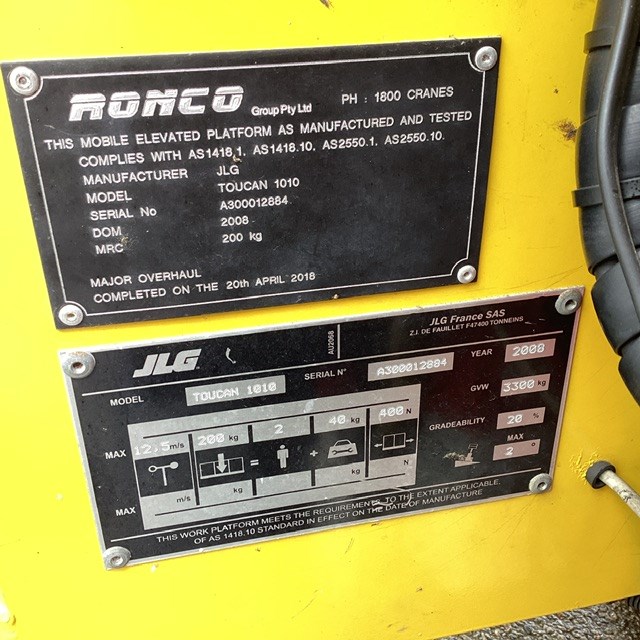 RONCO Group Pty Ltd PH : 1800 CRANES
THIS MOBILE ELEVATED PLATFORM AS MANUFACTURED AND TESTED
COMPLIES WITH AS1418.1. AS1418.10. AS2550.1. AS2550.10.
MANUFACTURER JLG
MODEL TOUCAN 1010
SERIAL No A300012884
DOM 2008
MRC 200 kg
MAJOR OVERHAUL
COMPLETED ON THE 20th APRIL 2018
JLG
AU2068
JLG France SAS
Z.I. DE FAUILLET F47400 TONNEINS
MODEL TOUCAN 1010 SERIAL N° A300012884 YEAR 2008
GVW 3300 kg
MAX 12,5 m/s 200 kg 2 40 kg 400 N
= +
GRADEABILITY 20 %
MAX 2 °
MAX m/s kg kg N
THIS WORK PLATFORM MEETS THE REQUIREMENTS, TO THE EXTENT APPLICABLE,
OF AS 1418.10 STANDARD IN EFFECT ON THE DATE OF MANUFACTURE